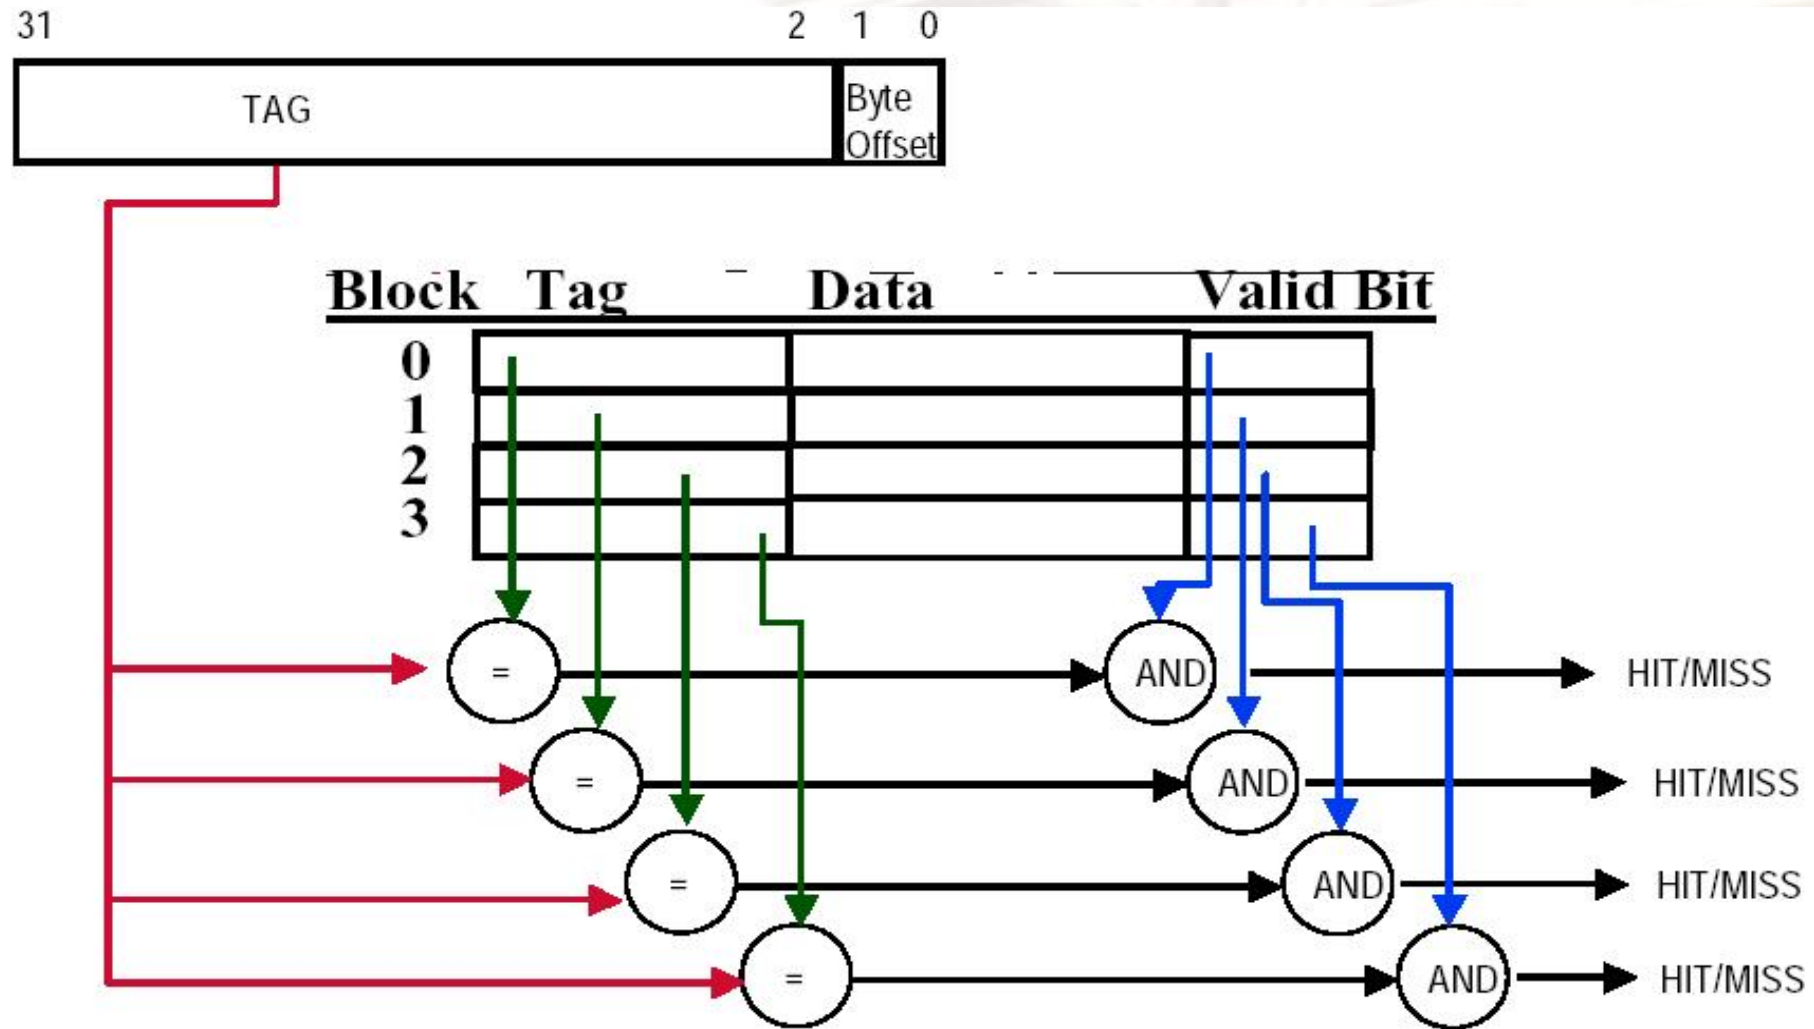 31 2 1 0
TAG
Byte
Offset
Block Tag Data Valid Bit
0
1
2
3
= AND HIT/MISS
= AND HIT/MISS
= AND HIT/MISS
= AND HIT/MISS